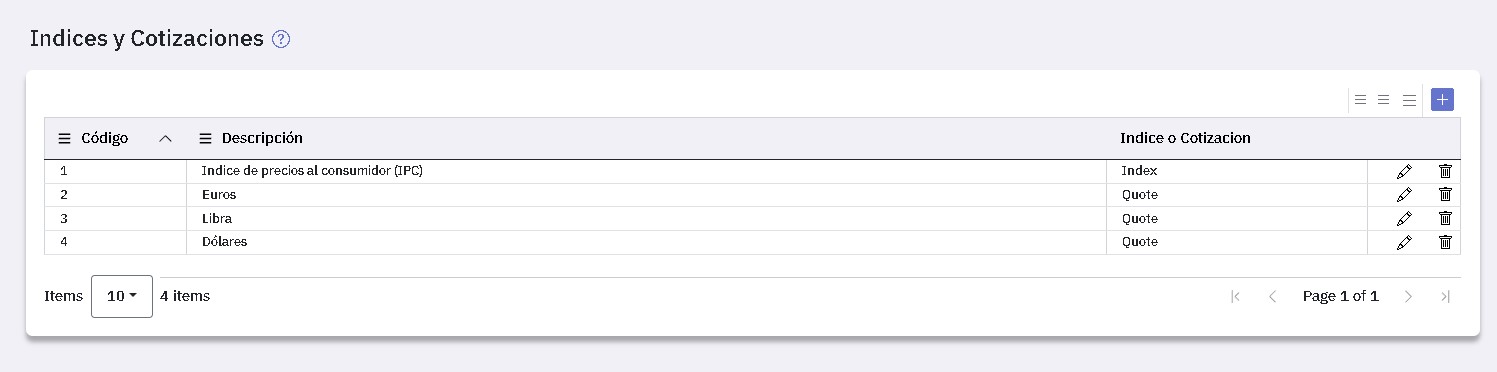 Indices y Cotizaciones ?
Código Descripción Indice o Cotizacion
1 Indice de precios al consumidor (IPC) Index
2 Euros Quote
3 Libra Quote
4 Dólares Quote
Items 10 4 items Page 1 of 1